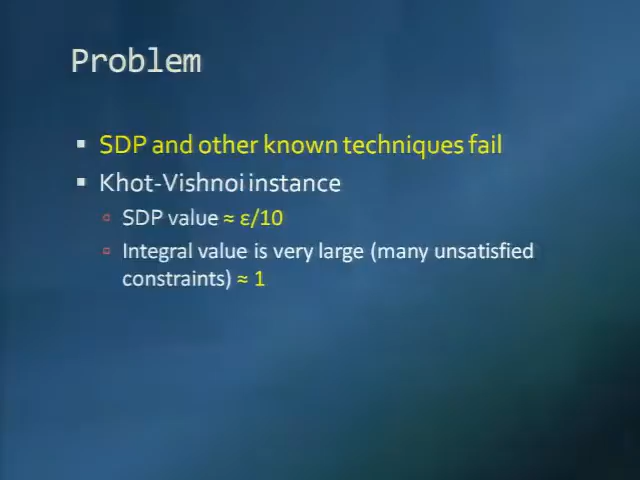 Problem
SDP and other known techniques fail
Khot-Vishnoi instance
SDP value ≈ ε/10
Integral value is very large (many unsatisfied
constraints) ≈ 1